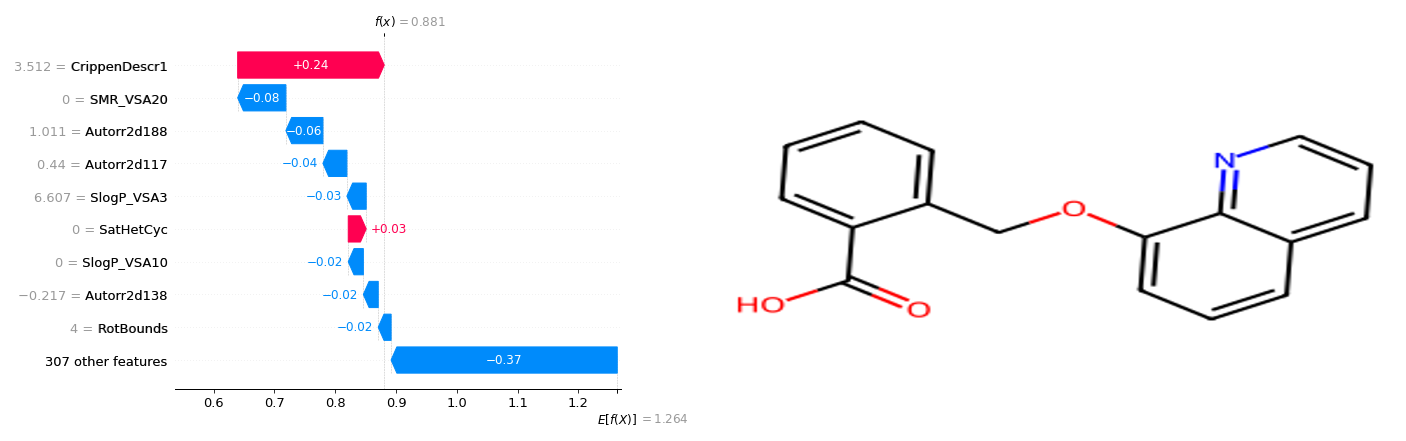 f(x) = 0.881
3.512 = CrippenDescr1
+0.24
0 = SMR_VSA20
−0.08
1.011 = Autorr2d188
−0.06
0.44 = Autorr2d117
−0.04
6.607 = SlogP_VSA3
−0.03
0 = SatHetCyc
+0.03
0 = SlogP_VSA10
−0.02
−0.217 = Autorr2d138
−0.02
4 = RotBounds
−0.02
307 other features
−0.37
0.6 0.7 0.8 0.9 1.0 1.1 1.2
E[f(X)] = 1.264
N
O
HO
O